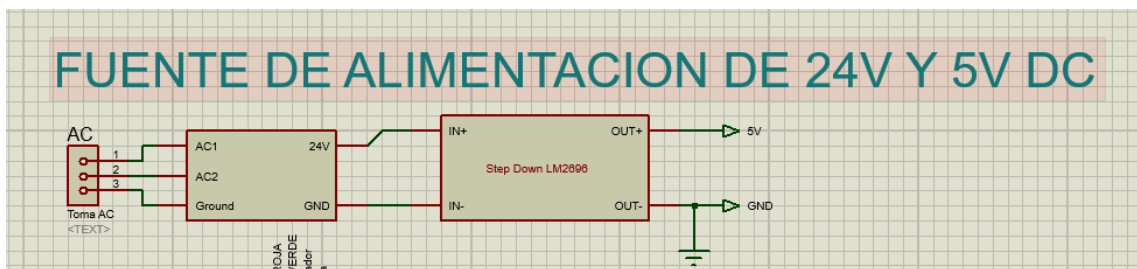 FUENTE DE ALIMENTACION DE 24V Y 5V DC
AC
1
2
3
Toma AC
<TEXT>
AC1
AC2
Ground
24V
GND
IN+
IN-
Step Down LM2696
OUT+
OUT-
5V
GND
ROJA
VERDE